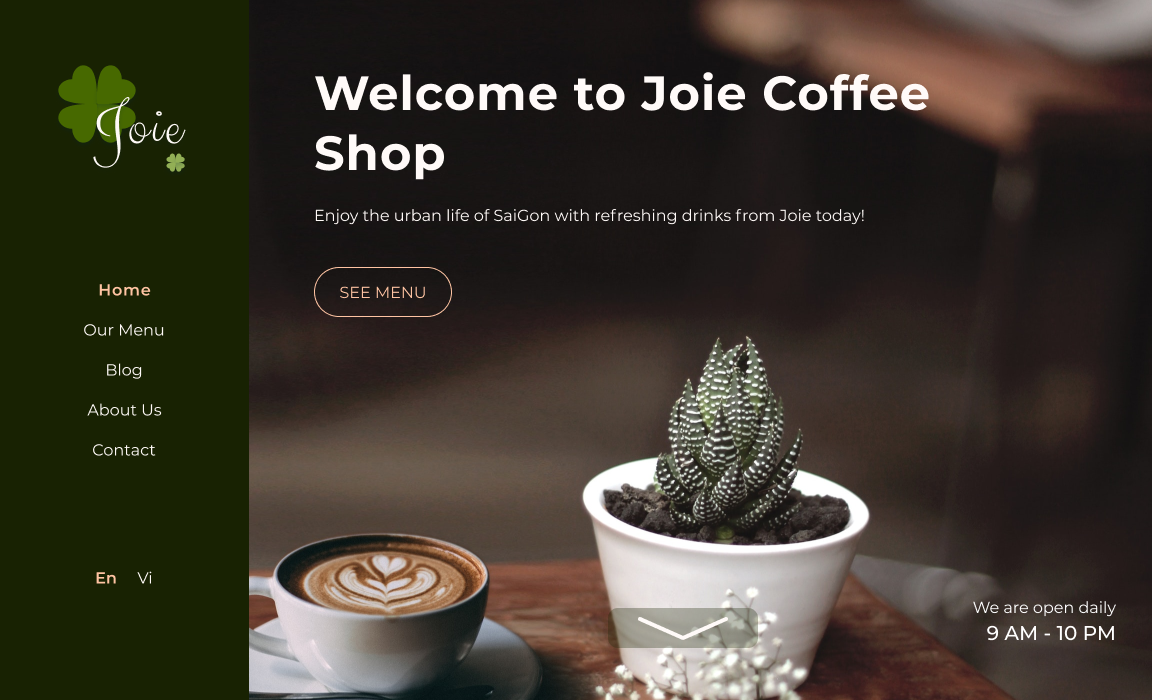 Joie
Home
Our Menu
Blog
About Us
Contact
En Vi
Welcome to Joie Coffee
Shop
Enjoy the urban life of SaiGon with refreshing drinks from Joie today!
SEE MENU
We are open daily
9 AM - 10 PM